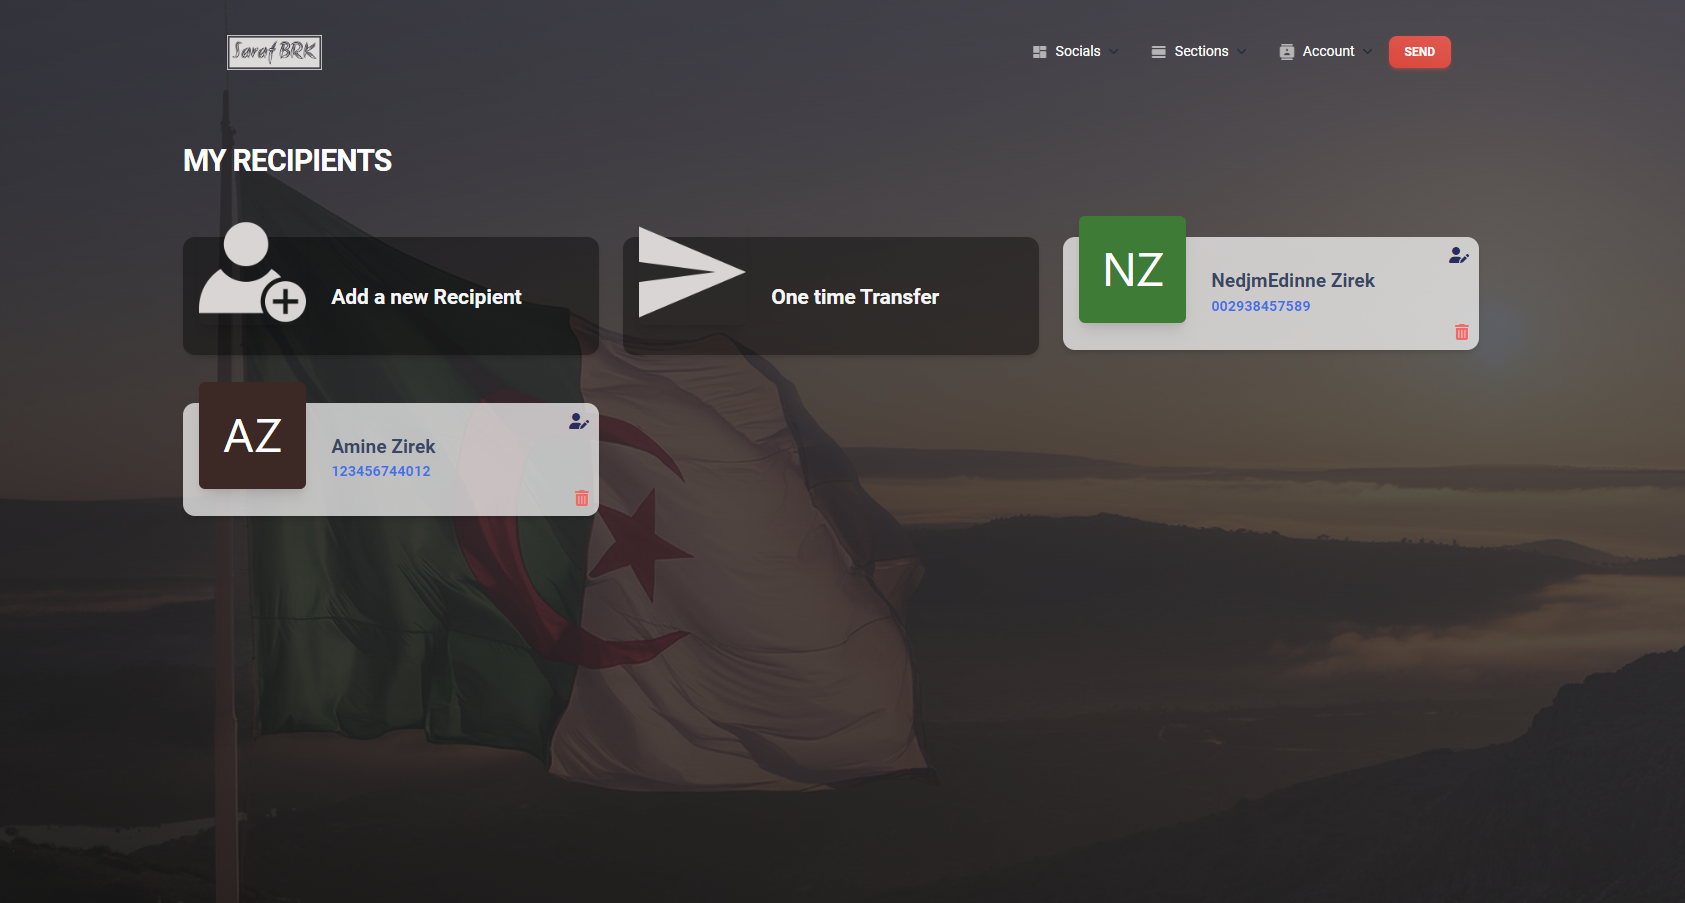 Saraf BRK
Socials
Sections
Account
SEND
MY RECIPIENTS
Add a new Recipient
One time Transfer
NZ
NedjmEdinne Zirek
002938457589
AZ
Amine Zirek
123456744012